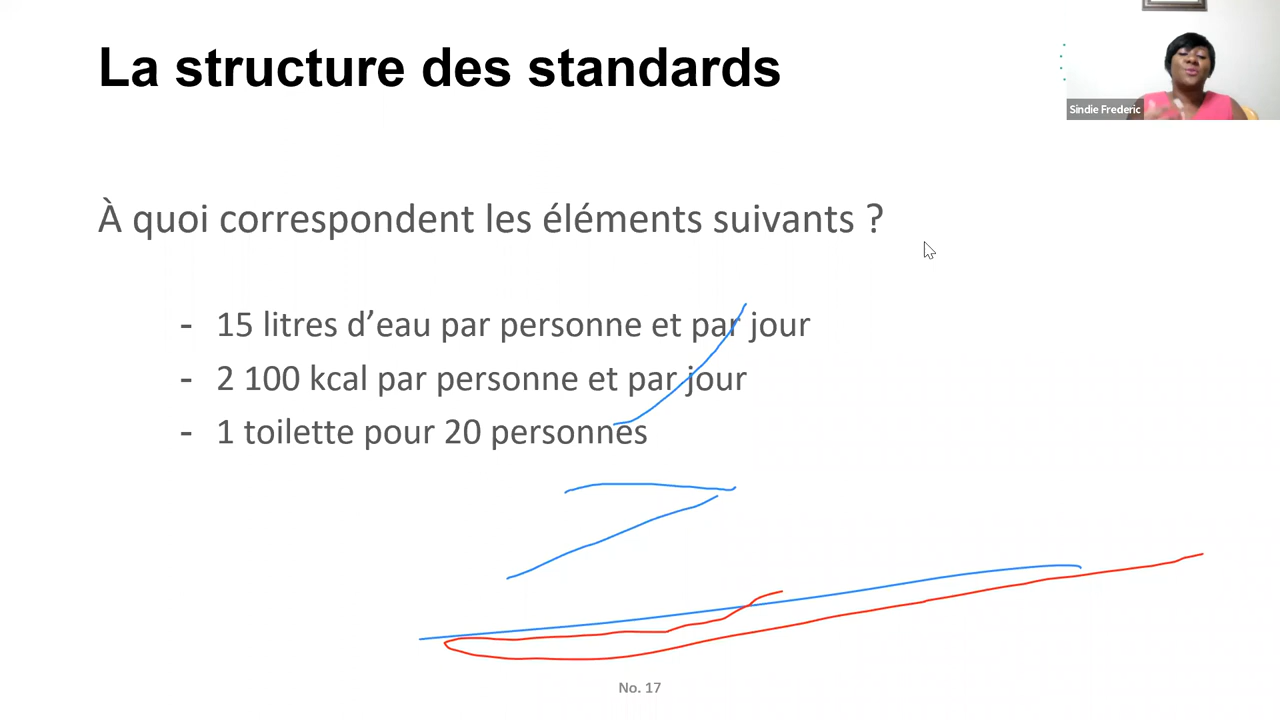 La structure des standards
Sindie Frederic
À quoi correspondent les éléments suivants ?
- 15 litres d’eau par personne et par jour
- 2 100 kcal par personne et par jour
- 1 toilette pour 20 personnes
No. 17